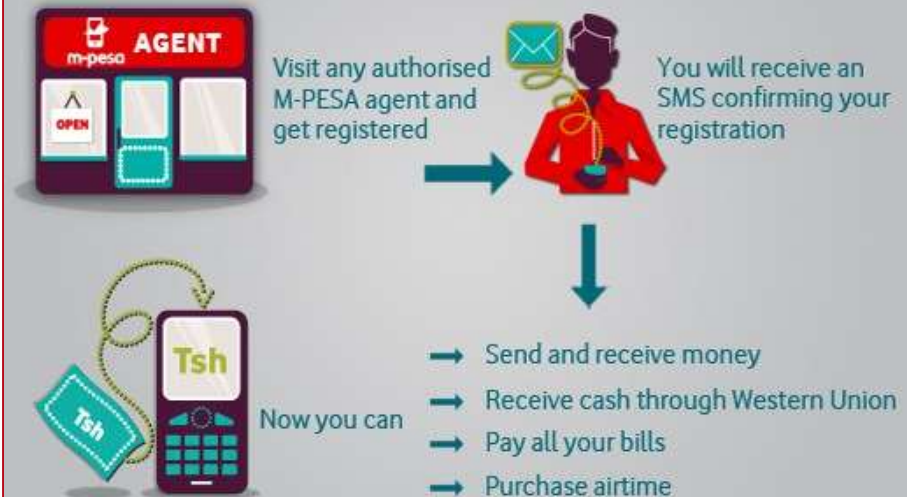 m-pesa AGENT
OPEN
Visit any authorised
M-PESA agent and
get registered
You will receive an
SMS confirming your
registration
Tsh
Tsh
Now you can
Send and receive money
Receive cash through Western Union
Pay all your bills
Purchase airtime